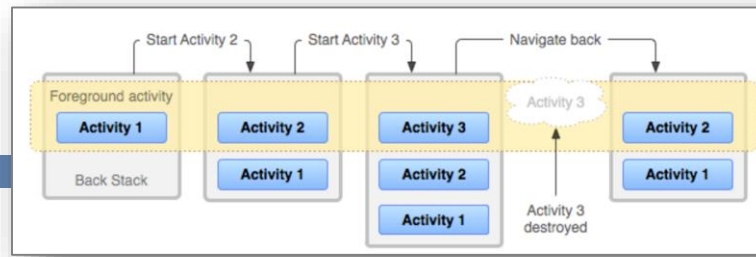 Start Activity 2
Start Activity 3
Navigate back
Foreground activity
Activity 1
Back Stack
Activity 2
Activity 1
Activity 3
Activity 2
Activity 1
Activity 3
Activity 3
destroyed
Activity 2
Activity 1